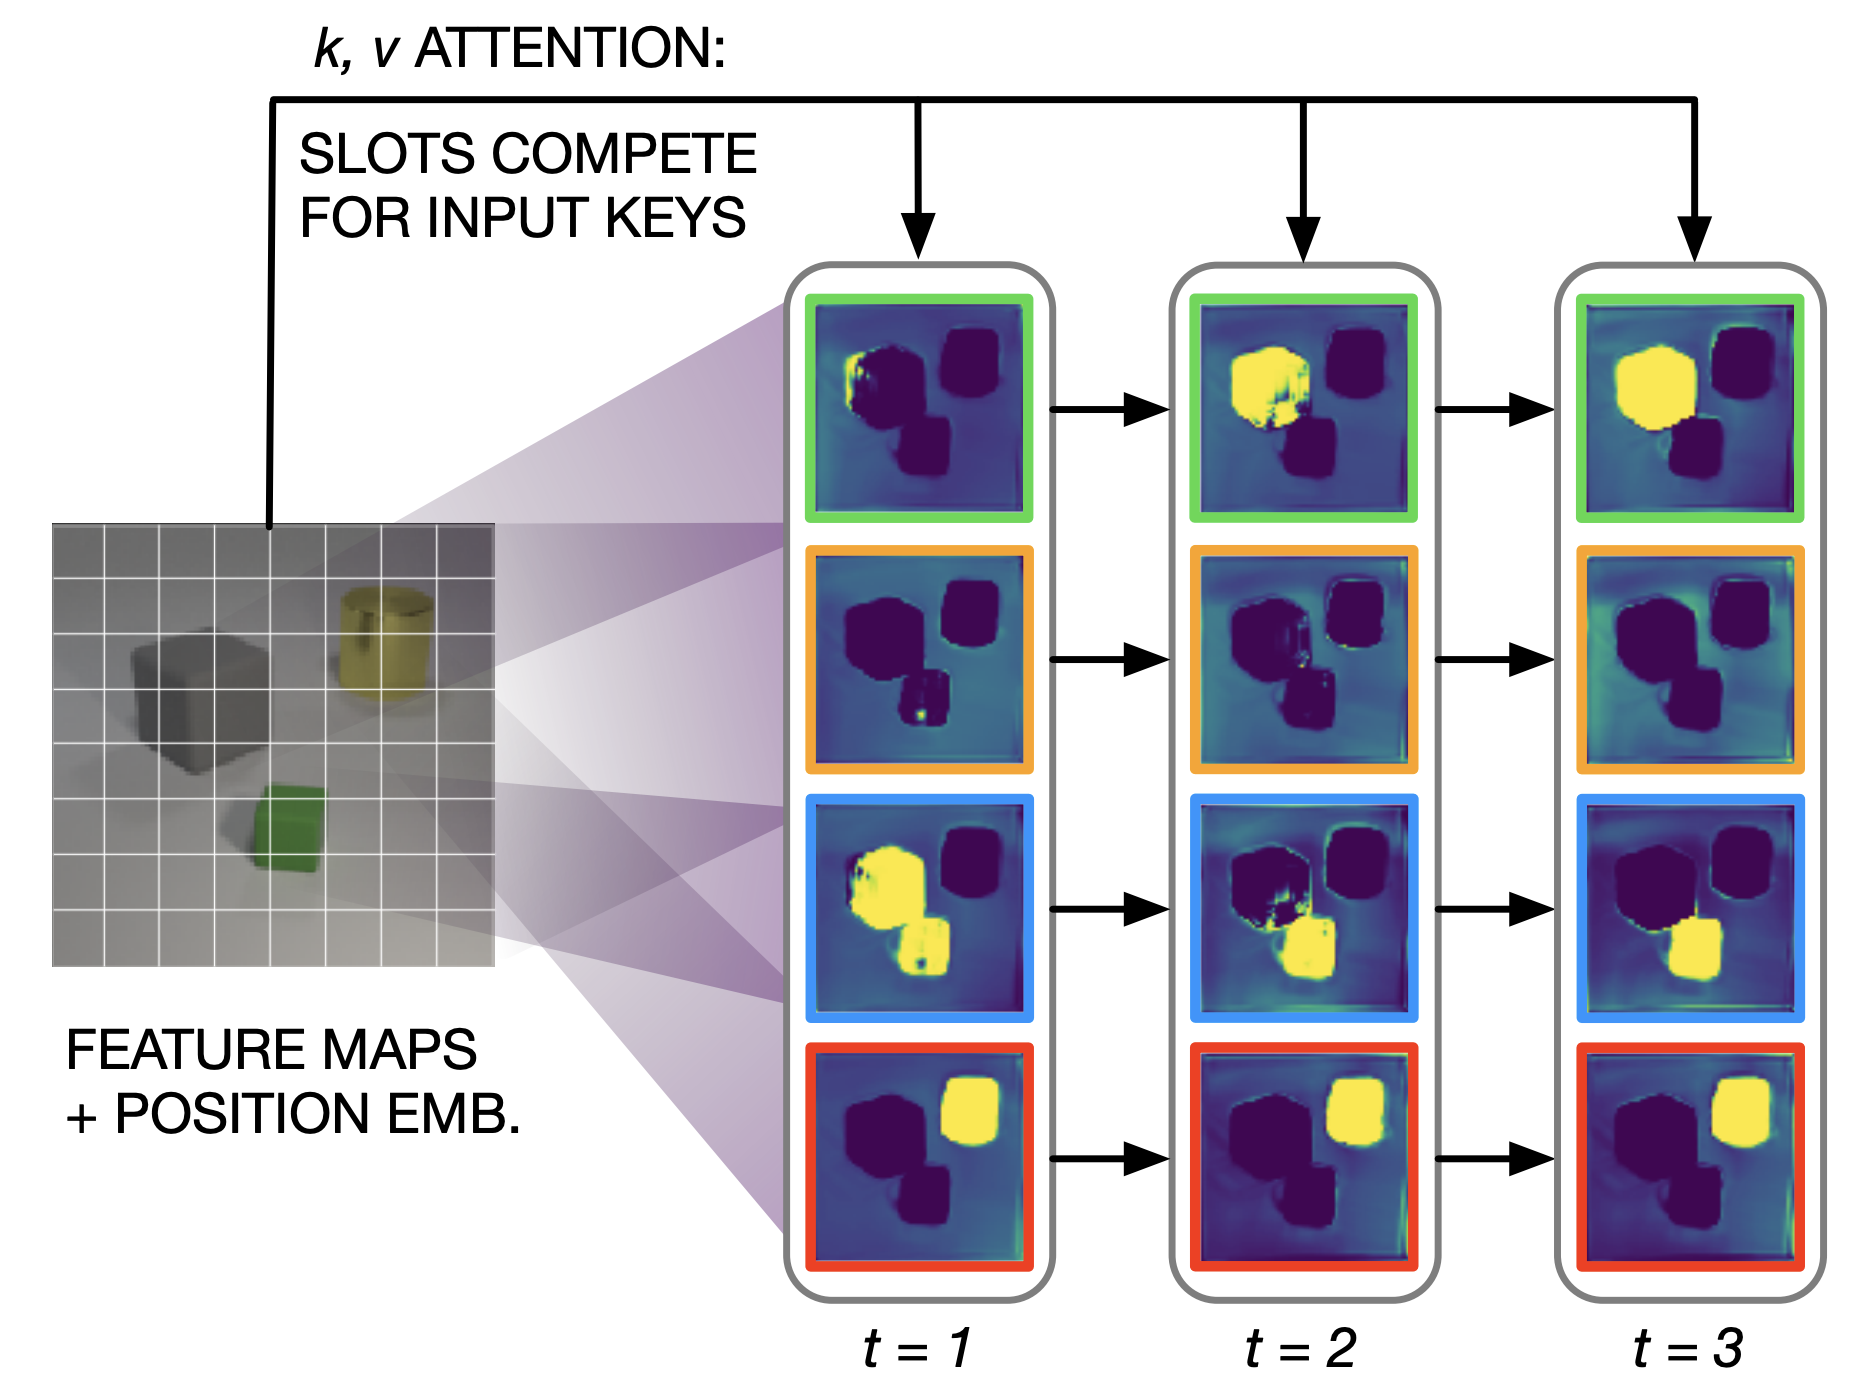 k, v ATTENTION:
SLOTS COMPETE
FOR INPUT KEYS
FEATURE MAPS
+ POSITION EMB.
t = 1
t = 2
t = 3